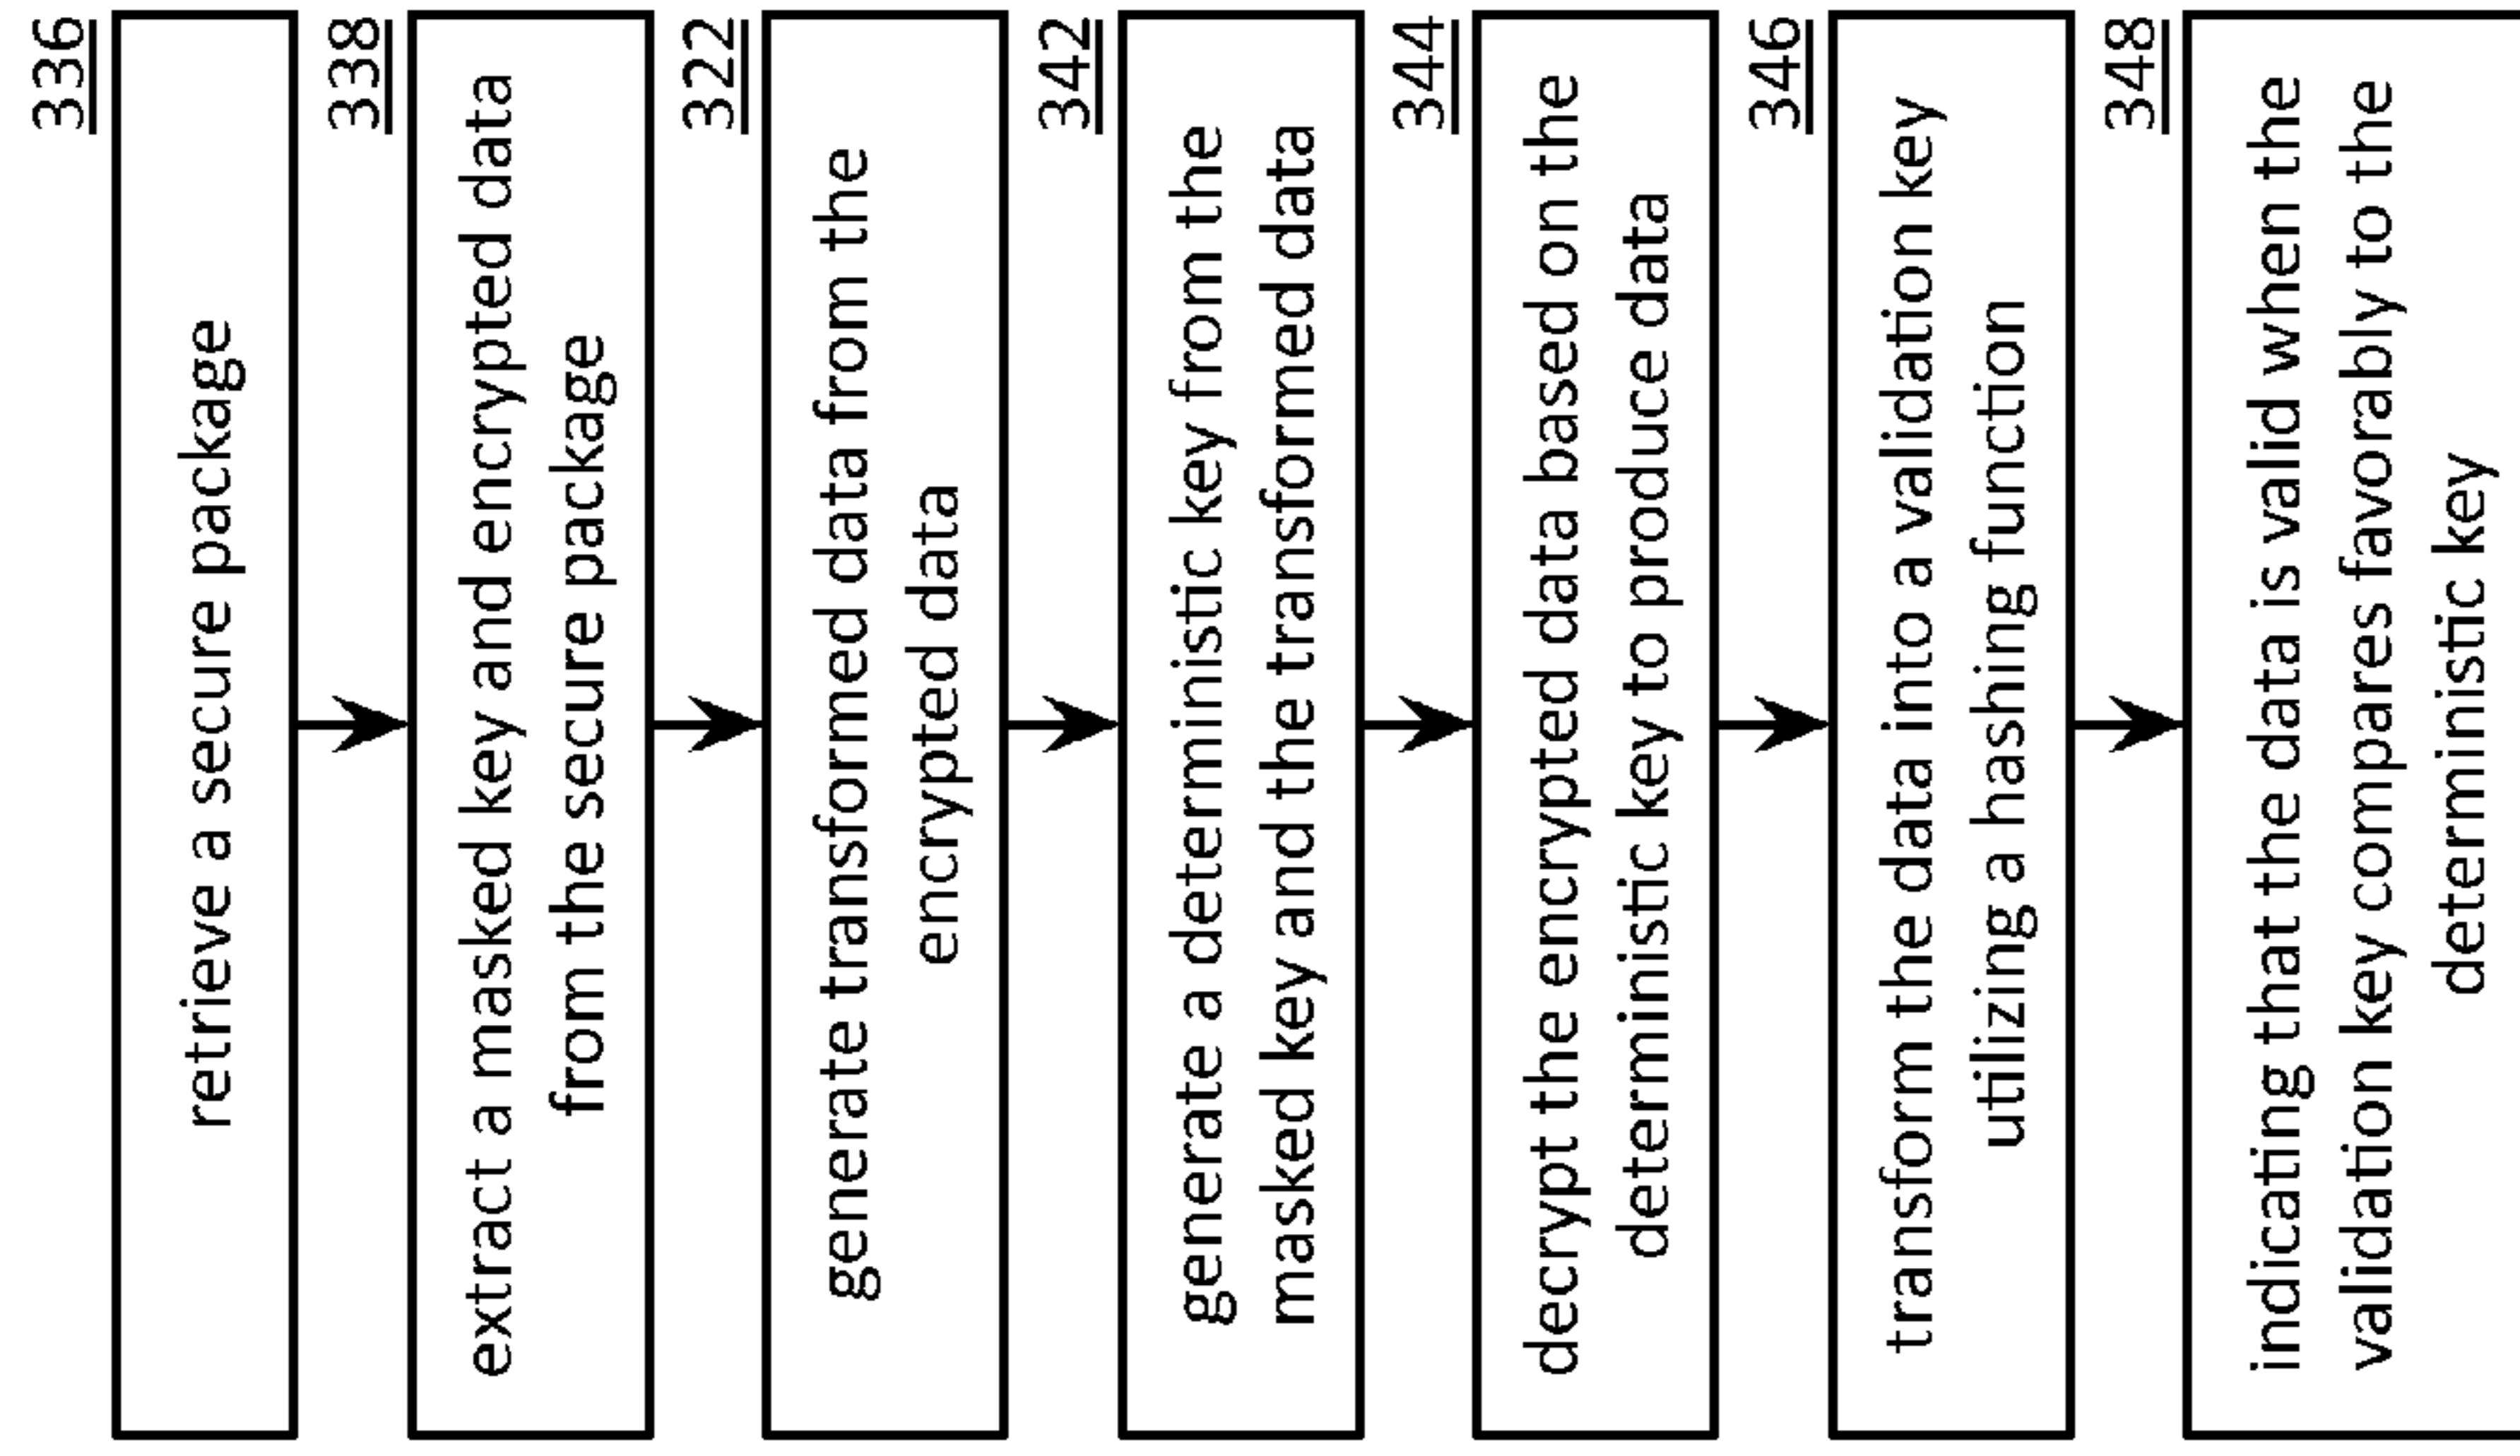 336
retrieve a secure package
338
extract a masked key and encrypted data
from the secure package
322
generate transformed data from the
encrypted data
342
generate a deterministic key from the
masked key and the transformed data
344
decrypt the encrypted data based on the
deterministic key to produce data
346
transform the data into a validation key
utilizing a hashing function
348
indicating that the data is valid when the
validation key compares favorably to the
deterministic key